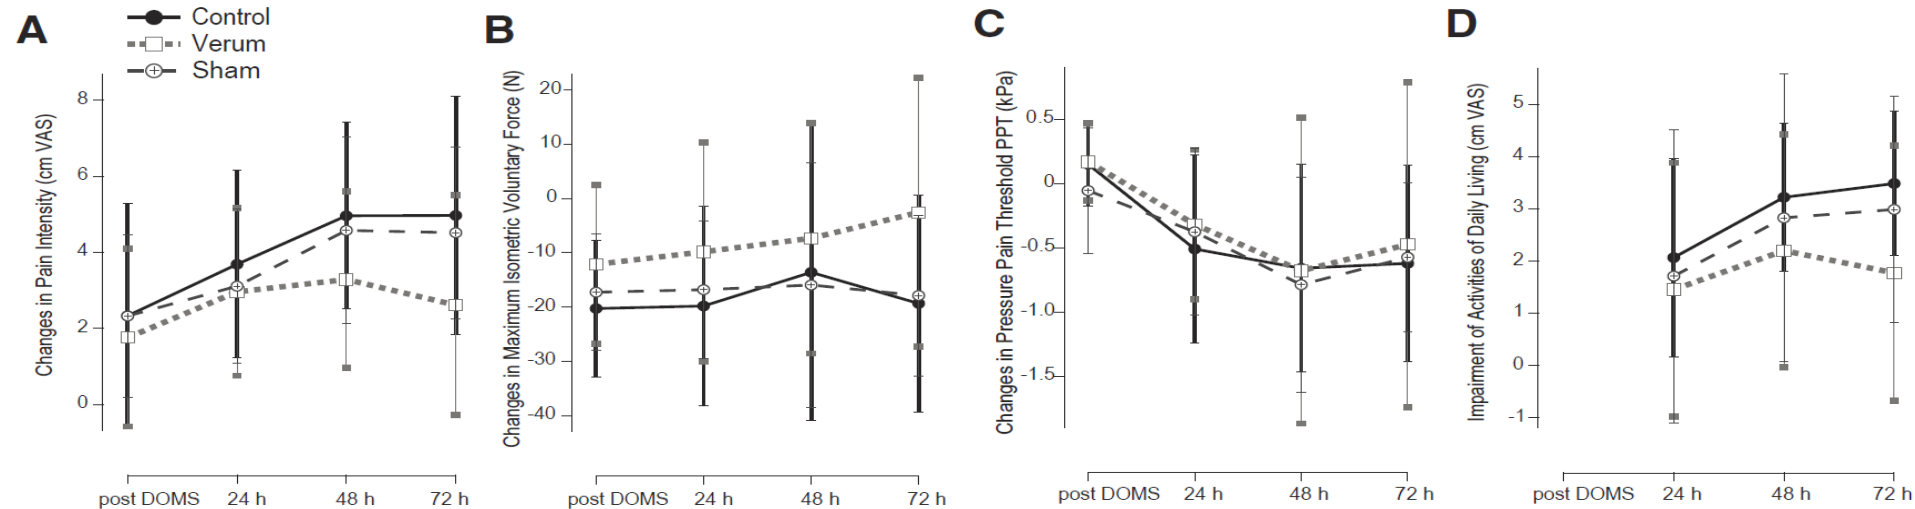 A
Control
Verum
Sham
Changes in Pain Intensity (cm VAS)
8
6
4
2
0
post DOMS 24 h 48 h 72 h
B
Changes in Maximum Isometric Voluntary Force (N)
20
10
0
-10
-20
-30
-40
post DOMS 24 h 48 h 72 h
C
Changes in Pressure Pain Threshold PPT (kPa)
0.5
0
-0.5
-1.0
-1.5
post DOMS 24 h 48 h 72 h
D
Impairment of Activities of Daily Living (cm VAS)
5
4
3
2
1
0
-1
post DOMS 24 h 48 h 72 h